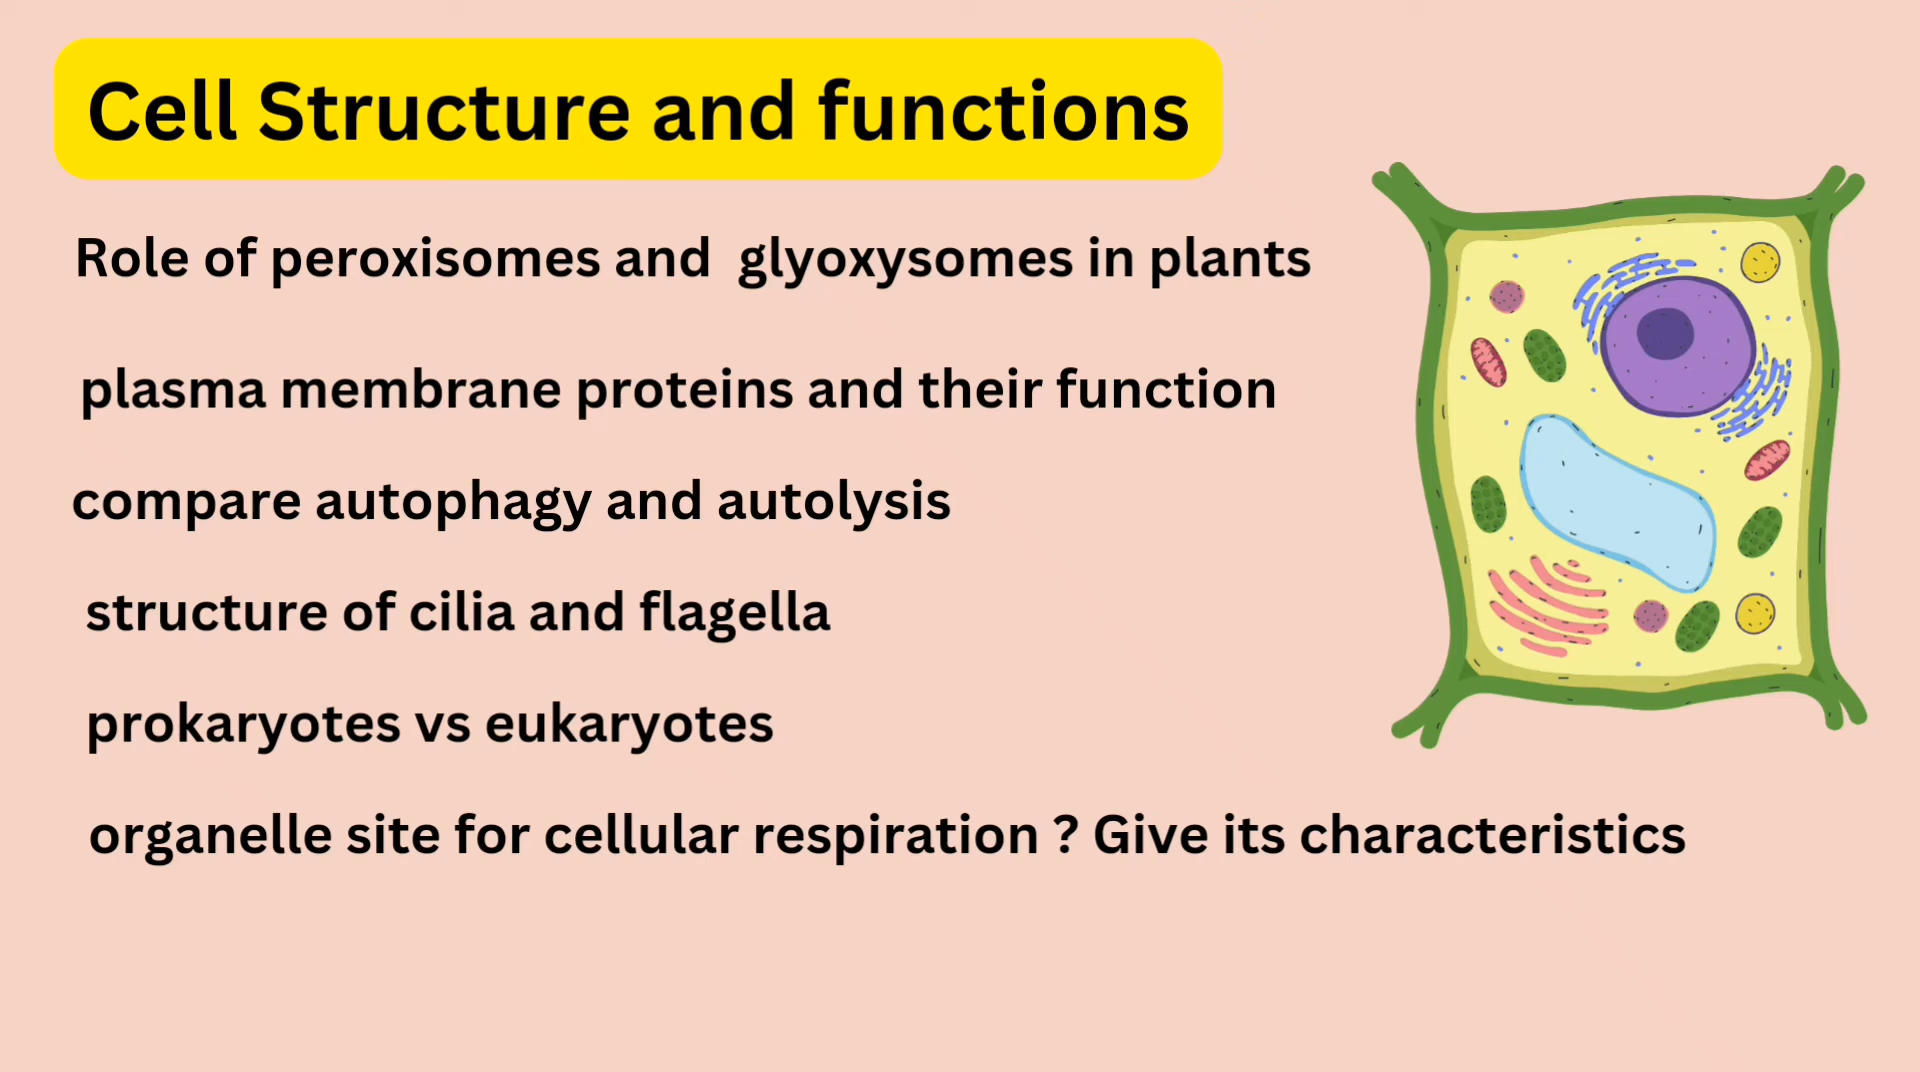 Cell Structure and functions
Role of peroxisomes and glyoxysomes in plants
plasma membrane proteins and their function
compare autophagy and autolysis
structure of cilia and flagella
prokaryotes vs eukaryotes
organelle site for cellular respiration ? Give its characteristics